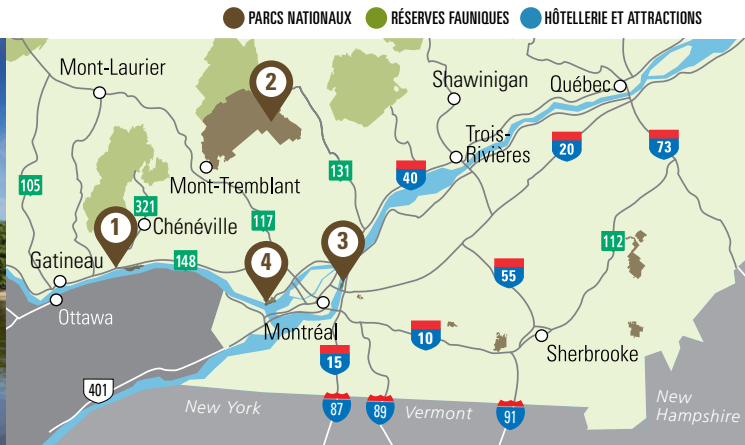 PARCS NATIONAUX RÉSERVES FAUNIQUES HÔTELLERIE ET ATTRACTIONS
Mont-Laurier
2
Shawinigan
Québec
Trois-
Rivières
20
73
105
131
40
Mont-Tremblant
321
1
Chénéville
117
112
148
4
3
Gatineau
55
Ottawa
Montréal
10
Sherbrooke
15
401
New York
87
89
Vermont
91
New
Hampshire